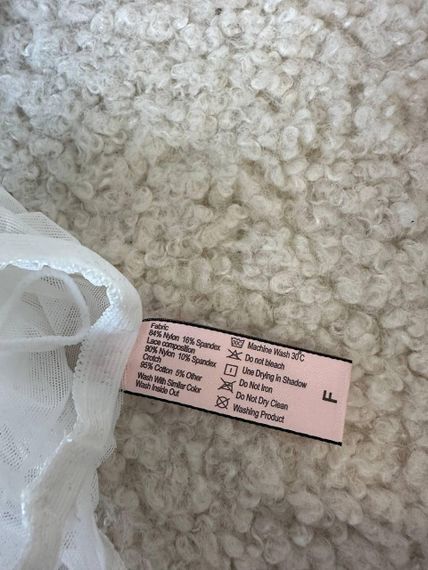 Fabric
84% Nylon 16% Spandex
Lace composition
90% Nylon 10% Spandex
Crotch
95% Cotton 5% Other
Wash With Similar Color
Wash Inside Out
Machine Wash 30℃
Do not bleach
Use Drying In Shadow
Do Not Iron
Do Not Dry Clean
Washing Product
F